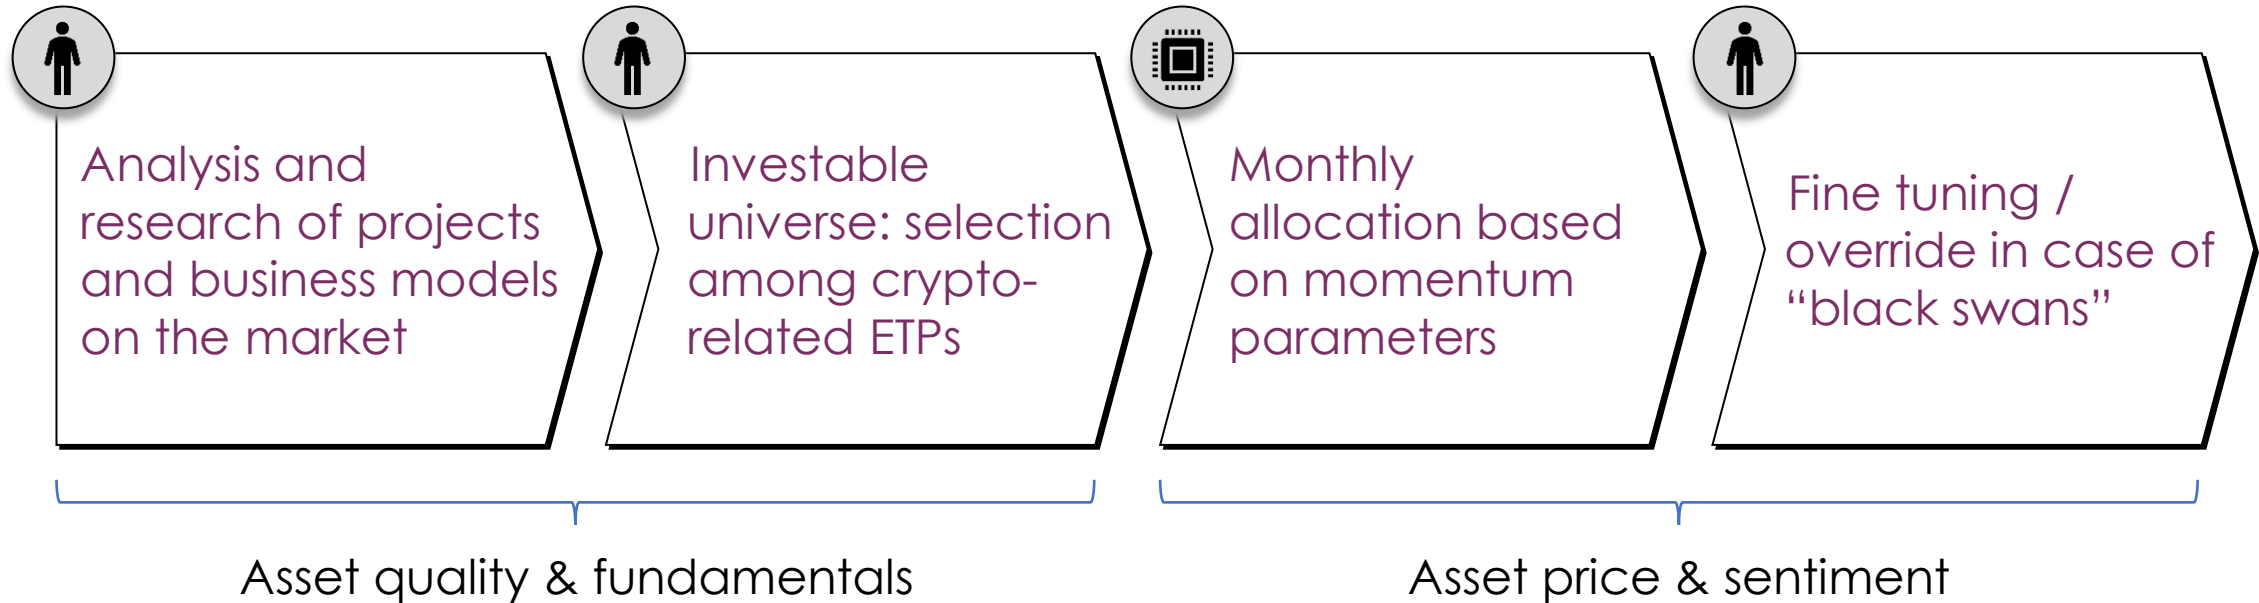 Analysis and
research of projects
and business models
on the market
Investable
universe: selection
among crypto-
related ETPs
Monthly
allocation based
on momentum
parameters
Fine tuning /
override in case of
“black swans”
Asset quality & fundamentals
Asset price & sentiment